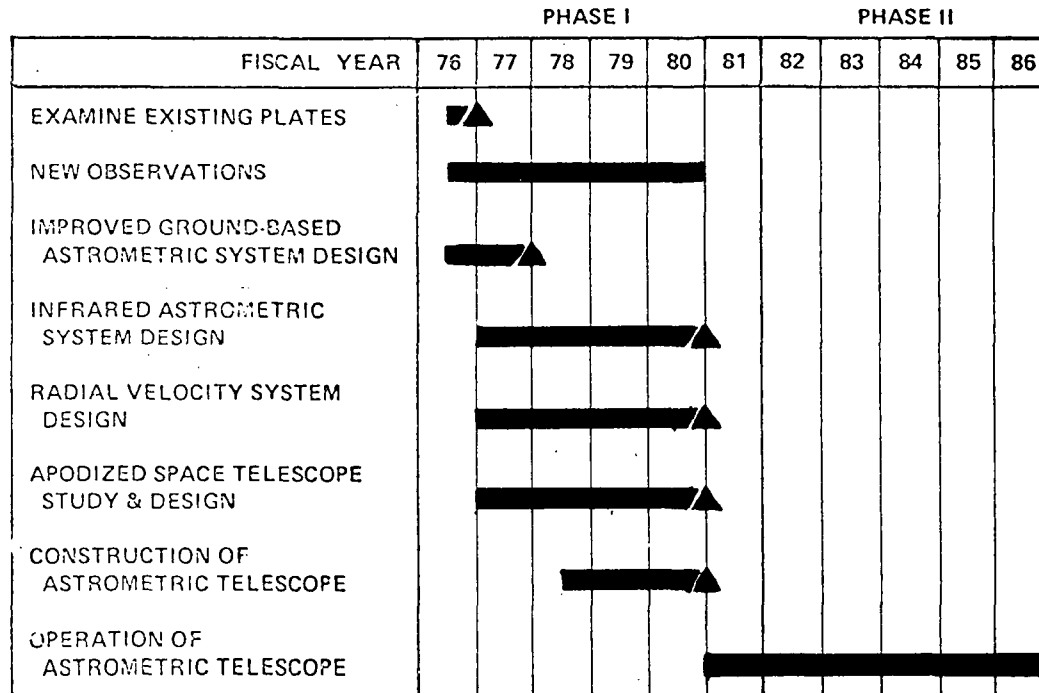 PHASE I PHASE II
FISCAL YEAR 76 77 78 79 80 81 82 83 84 85 86
EXAMINE EXISTING PLATES
NEW OBSERVATIONS
IMPROVED GROUND-BASED
ASTROMETRIC SYSTEM DESIGN
INFRARED ASTROMETRIC
SYSTEM DESIGN
RADIAL VELOCITY SYSTEM
DESIGN
APODIZED SPACE TELESCOPE
STUDY & DESIGN
CONSTRUCTION OF
ASTROMETRIC TELESCOPE
OPERATION OF
ASTROMETRIC TELESCOPE